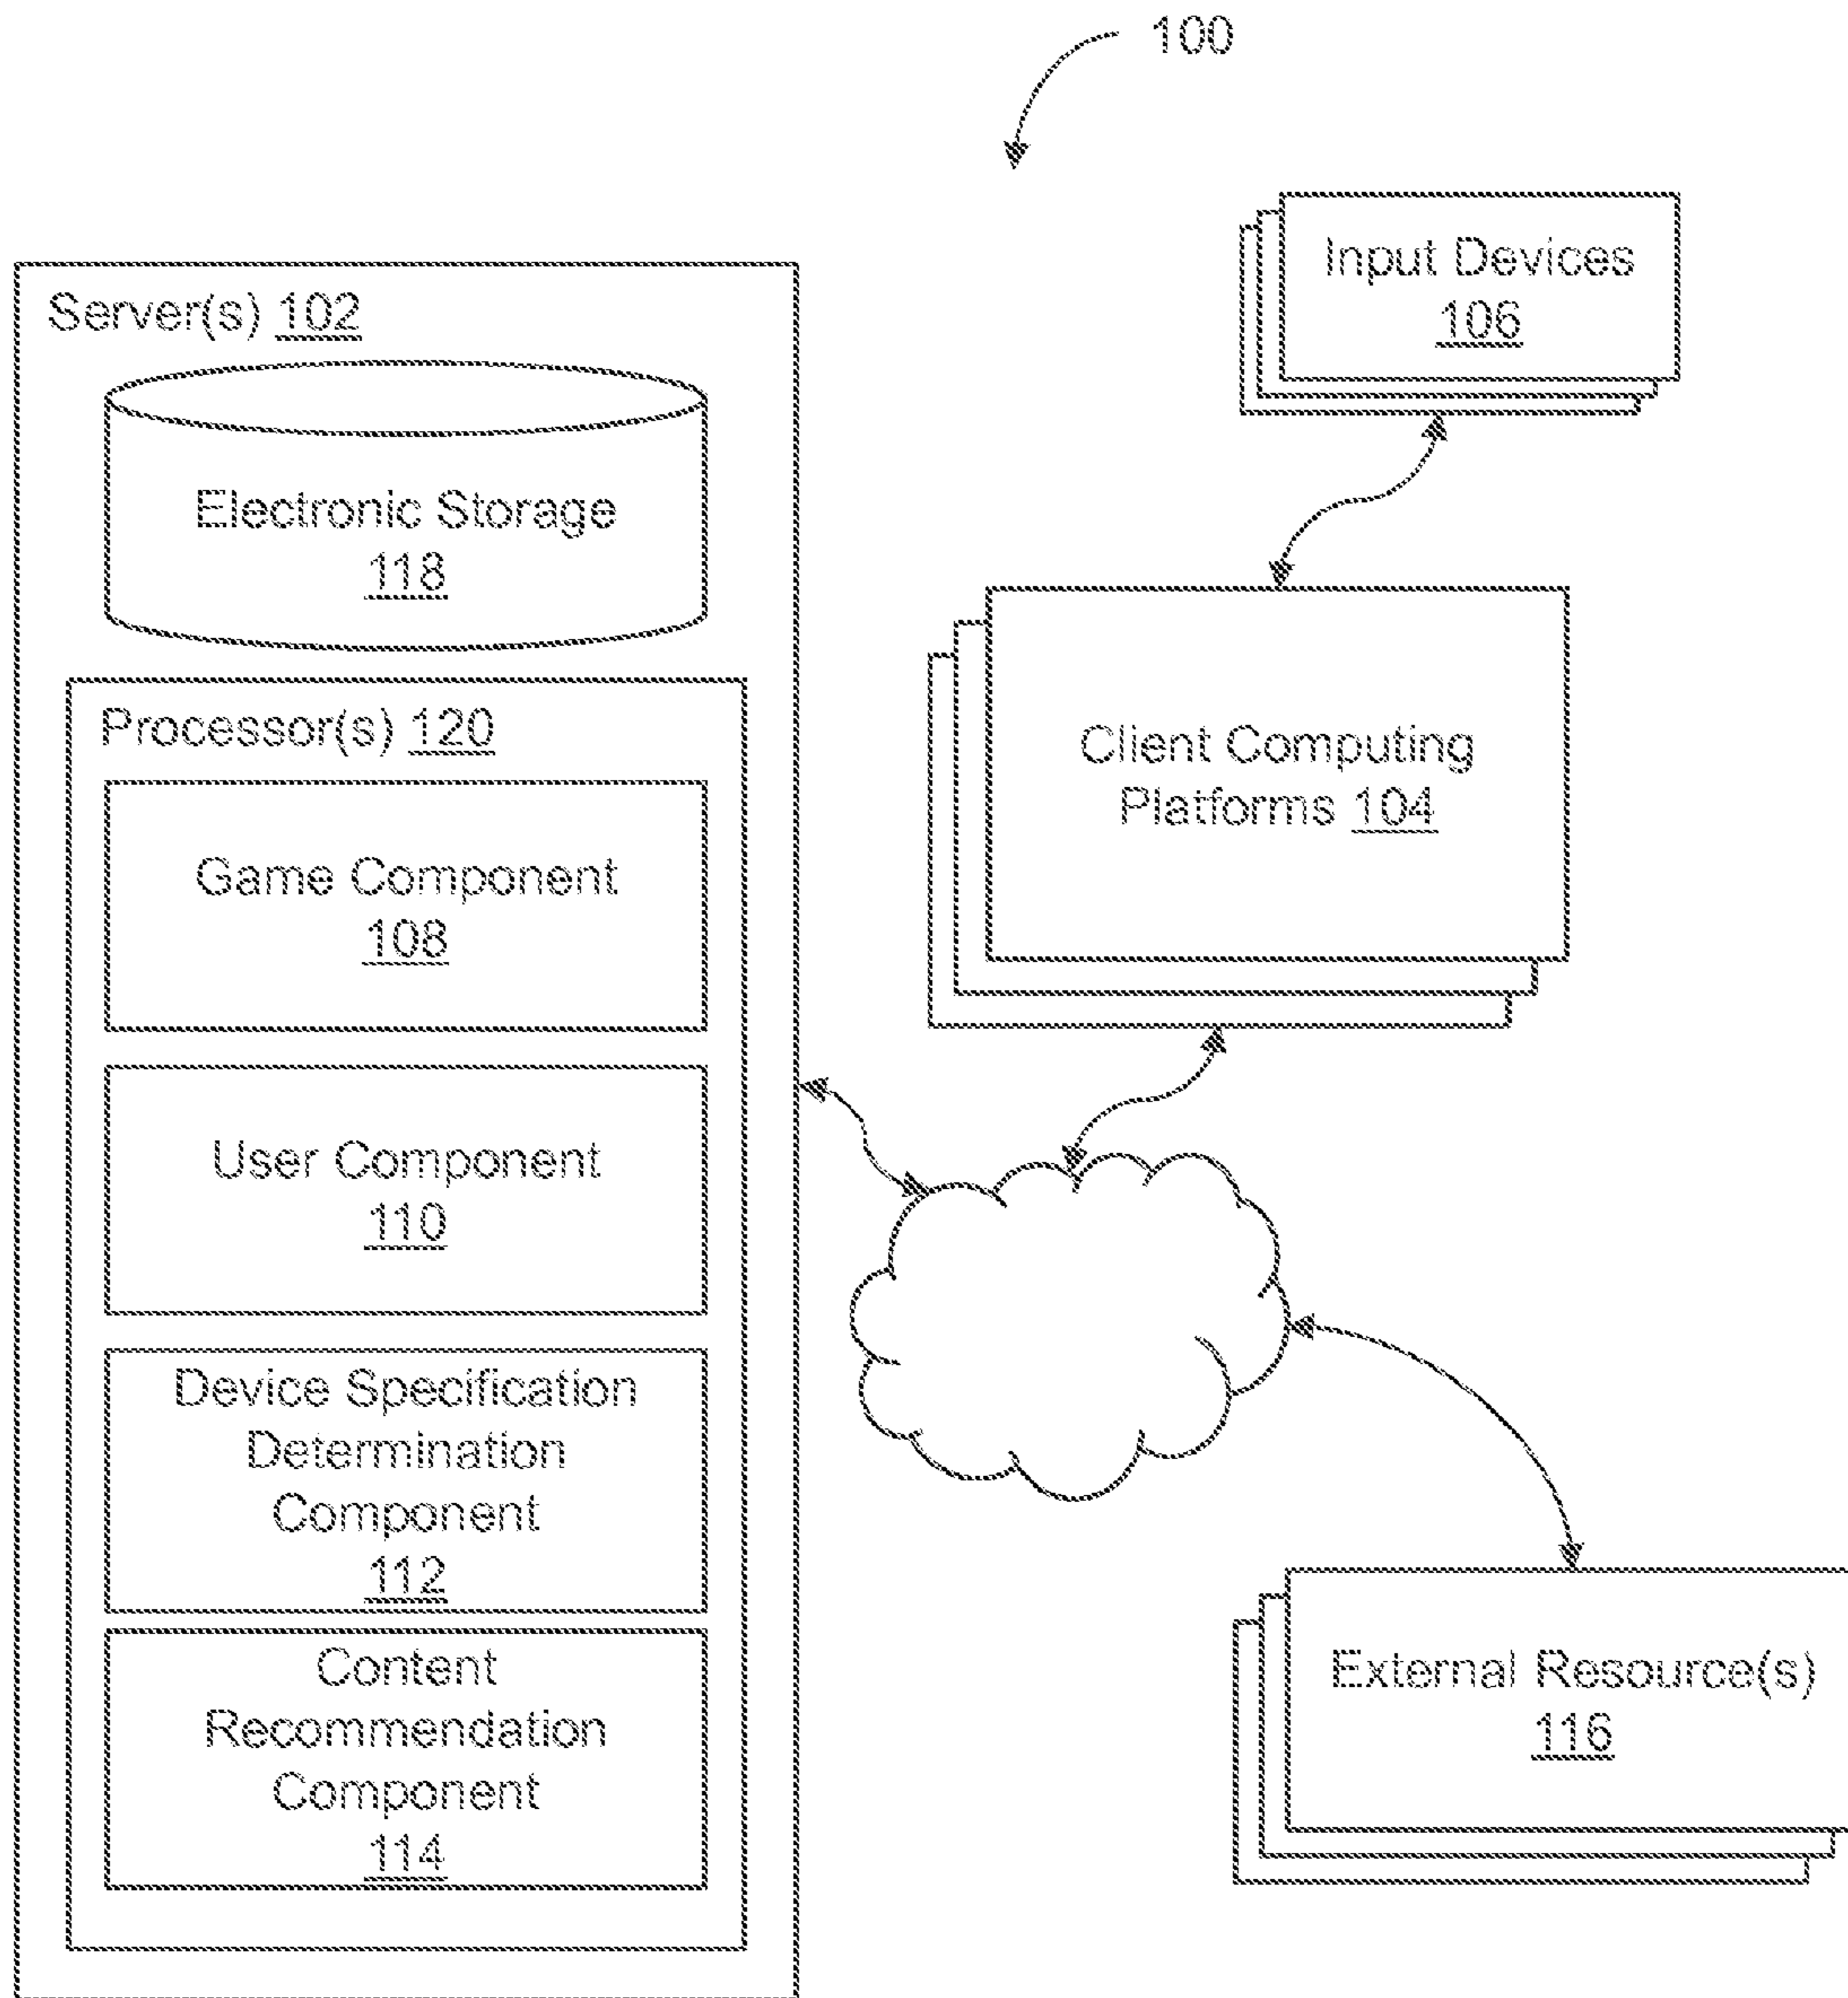 100
Server(s) 102
Electronic Storage
118
Processor(s) 120
Game Component
108
User Component
110
Device Specification
Determination
Component
112
Content
Recommendation
Component
114
Input Devices
106
Client Computing
Platforms 104
External Resource(s)
116